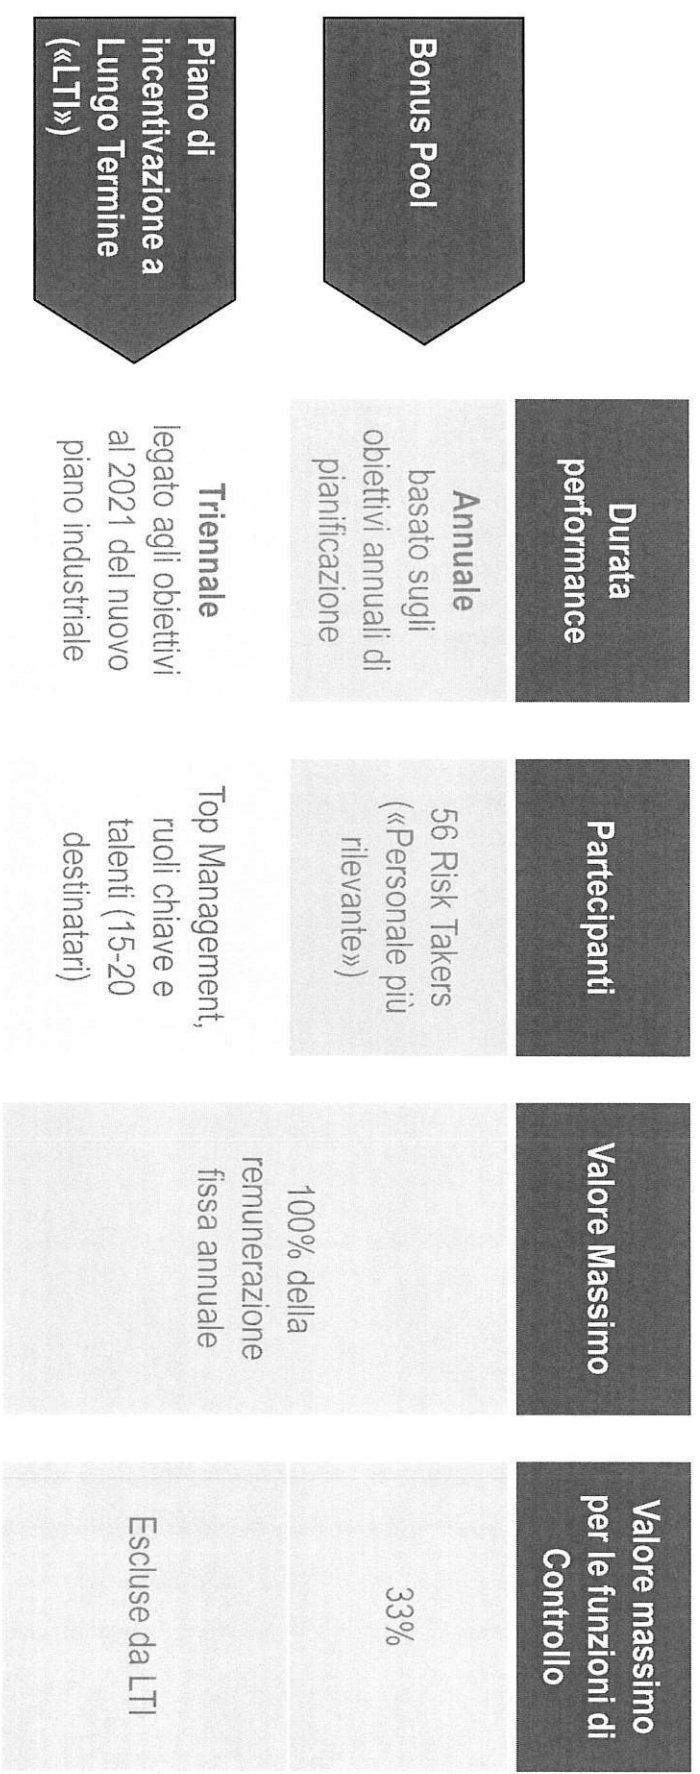 Durata
performance
Partecipanti
Valore Massimo
Valore massimo
per le funzioni di
Controllo
Bonus Pool
Annuale
basato sugli
obiettivi annuali di
pianificazione
56 Risk Takers
(«Personale più
rilevante»)
33%
100% della
remunerazione
fissa annuale
Piano di
incentivazione a
Lungo Termine
(«LTI»)
Triennale
legato agli obiettivi
al 2021 del nuovo
piano industriale
Top Management,
ruoli chiave e
talenti (15-20
destinatari)
Escluse da LTI